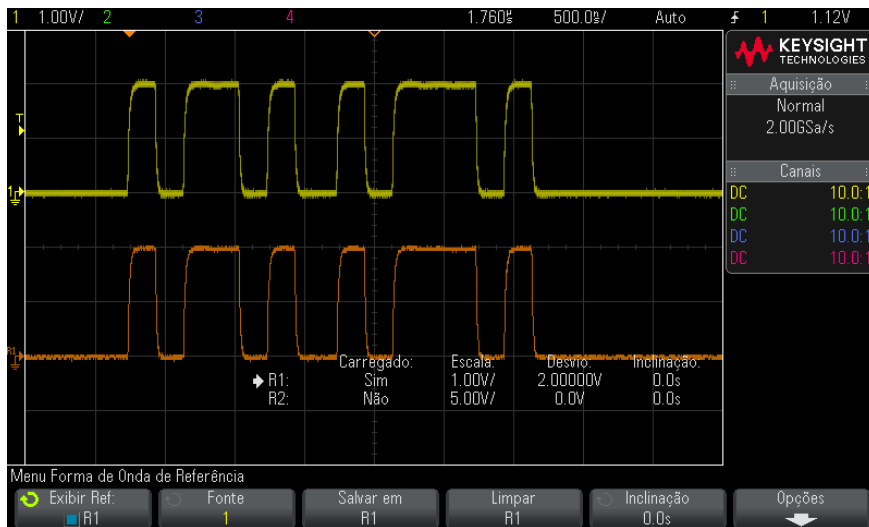 1 1.00V/ 2 3 4 1.760s 500.0s/ Auto 1 1.12V
KEYSIGHT
TECHNOLOGIES
Aquisição
Normal
2.00GSa/s
Canais
DC 10.0:1
DC 10.0:1
DC 10.0:1
DC 10.0:1
T
1
R1
Carregado: Escala: Desvio: Inclinação:
R1: Sim 1.00V/ 2.00000V 0.0s
R2: Não 5.00V/ 0.0V 0.0s
Menu Forma de Onda de Referência
Exibir Ref: Fonte Salvar em Limpar Inclinação Opções
R1 1 R1 R1 0.0s